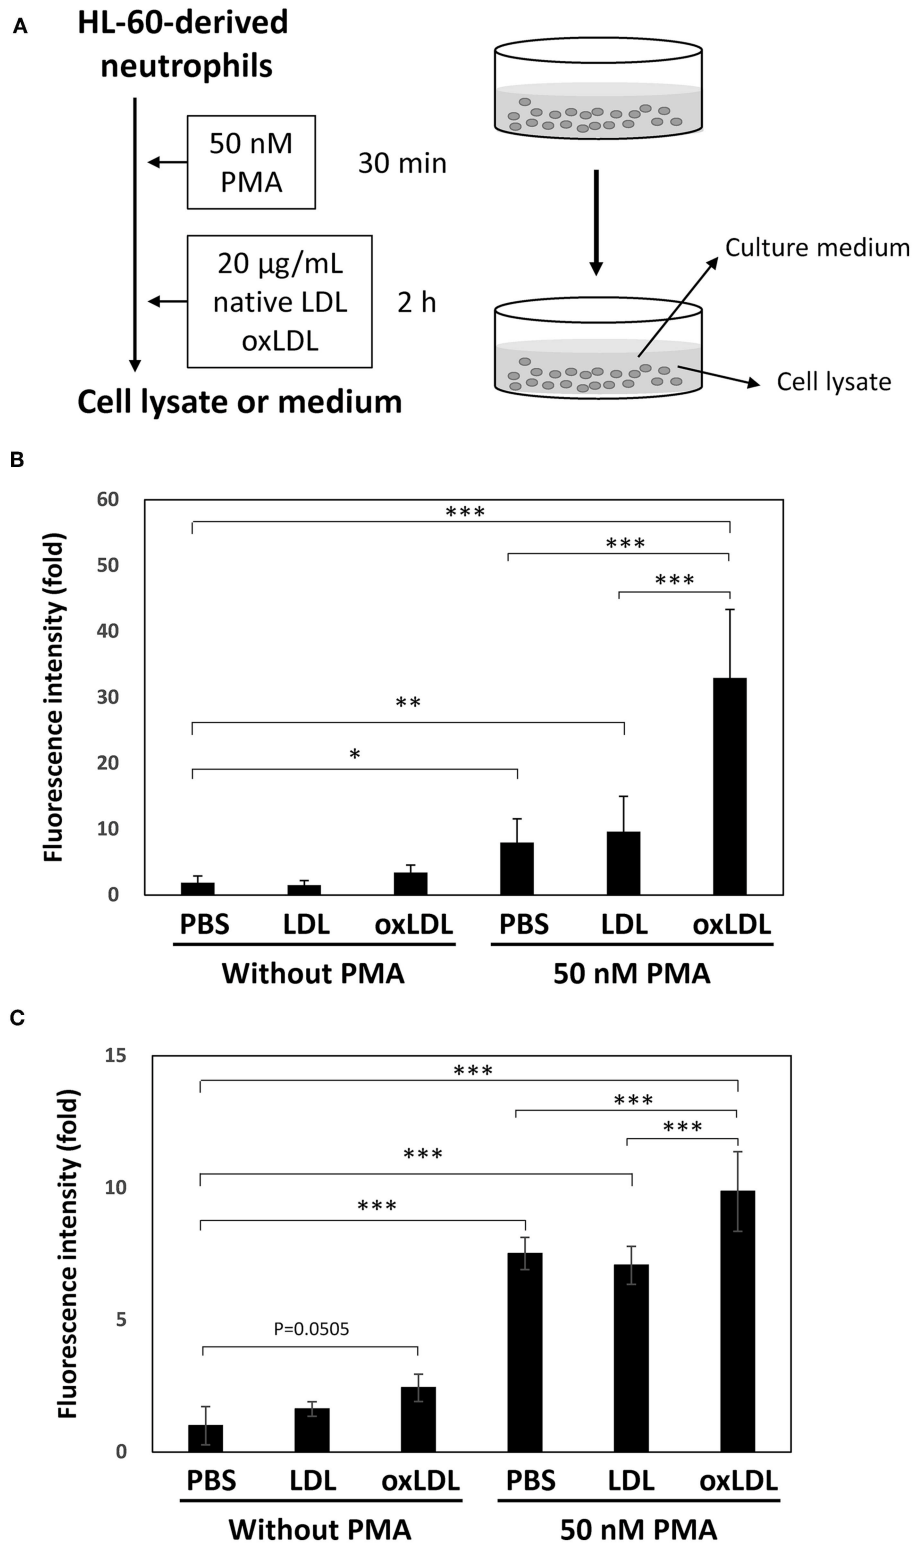 A
HL-60-derived
neutrophils
50 nM
PMA
30 min
20 µg/mL
native LDL
oxLDL
2 h
Cell lysate or medium
Culture medium
Cell lysate
B
Fluorescence intensity (fold)
60
50
40
30
20
10
0
***
***
***
**
*
PBS LDL oxLDL PBS LDL oxLDL
Without PMA 50 nM PMA
C
Fluorescence intensity (fold)
15
10
5
0
***
***
***
***
***
P=0.0505
PBS LDL oxLDL PBS LDL oxLDL
Without PMA 50 nM PMA